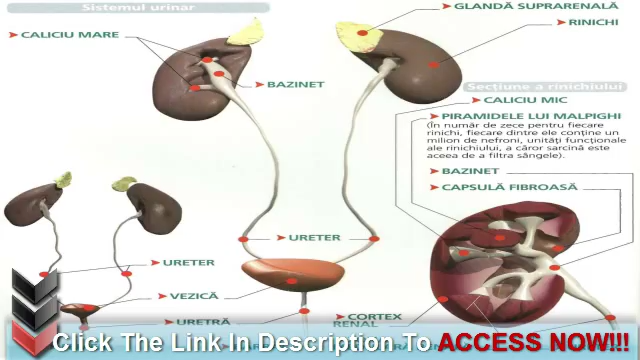 Sistemul urinar
GLANDĂ SUPRARENALĂ
RINICHI
CALICIU MARE
BAZINET
Secțiune a rinichiului
CALICIU MIC
PIRAMIDELE LUI MALPIGHI
(În număr de zece pentru fiecare
rinichi, fiecare dintre ele conține un
milion de nefroni, unități funcționale
ale rinichiului, a căror sarcină este
aceea de a filtra sângele).
BAZINET
CAPSULĂ FIBROASĂ
URETER
URETER
VEZICĂ
URETRĂ
CORTEX
RENAL
Click The Link In Description To ACCESS NOW!!!